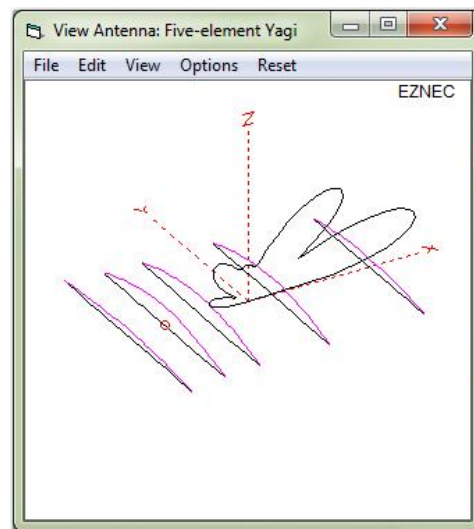 View Antenna: Five-element Yagi
File Edit View Options Reset
EZNEC
Z
Y
X